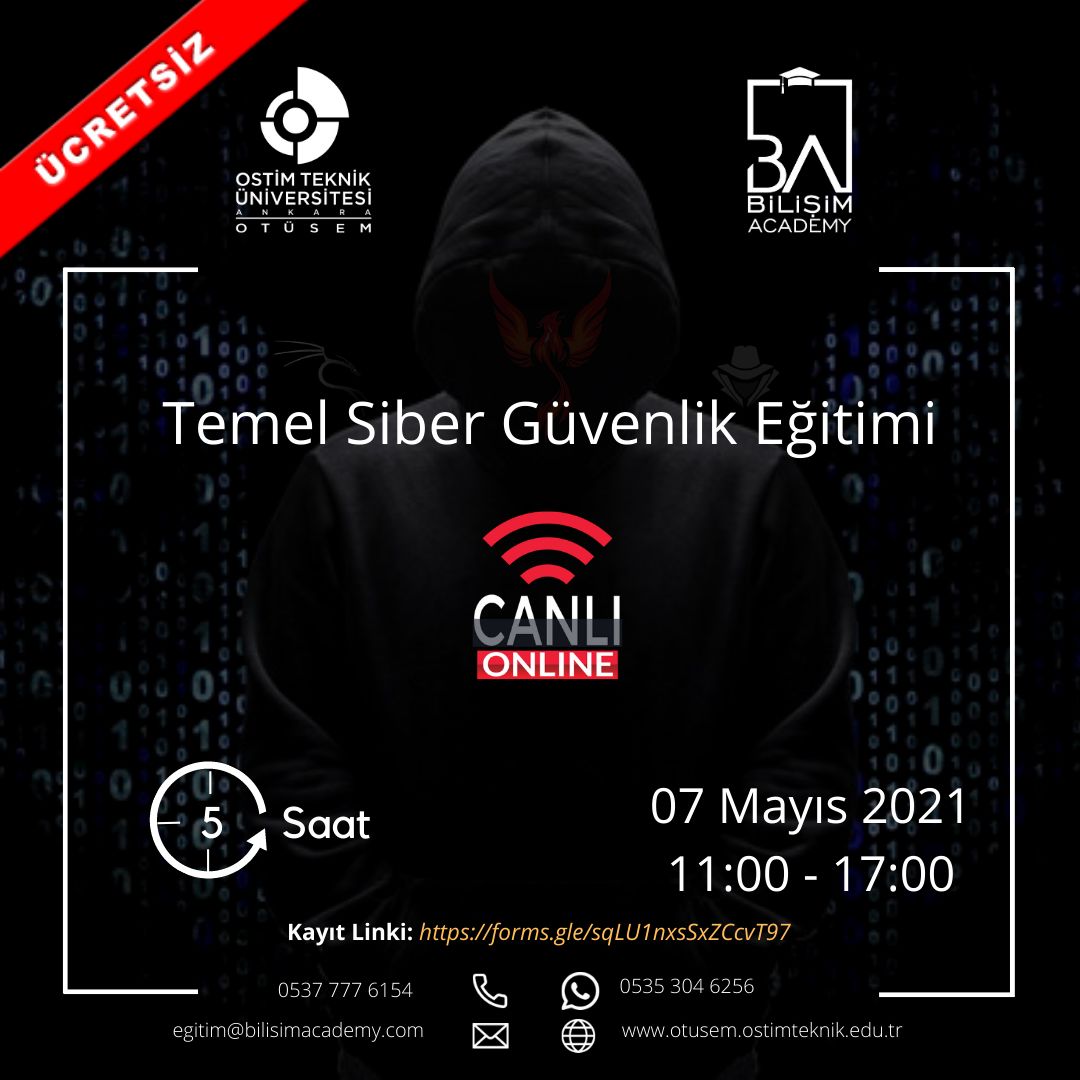 ÜCRETSİZ
OSTİM TEKNİK
ÜNİVERSİTESİ
ANKARA
OTÜSEM
BA
BİLİŞİM
ACADEMY
Temel Siber Güvenlik Eğitimi
CANLI
ONLINE
5 Saat
07 Mayıs 2021
11:00 - 17:00
Kayıt Linki: https://forms.gle/sqLU1nxsSxZCcvT97
0537 777 6154
0535 304 6256
egitim@bilisimacademy.com
www.otusem.ostimteknik.edu.tr